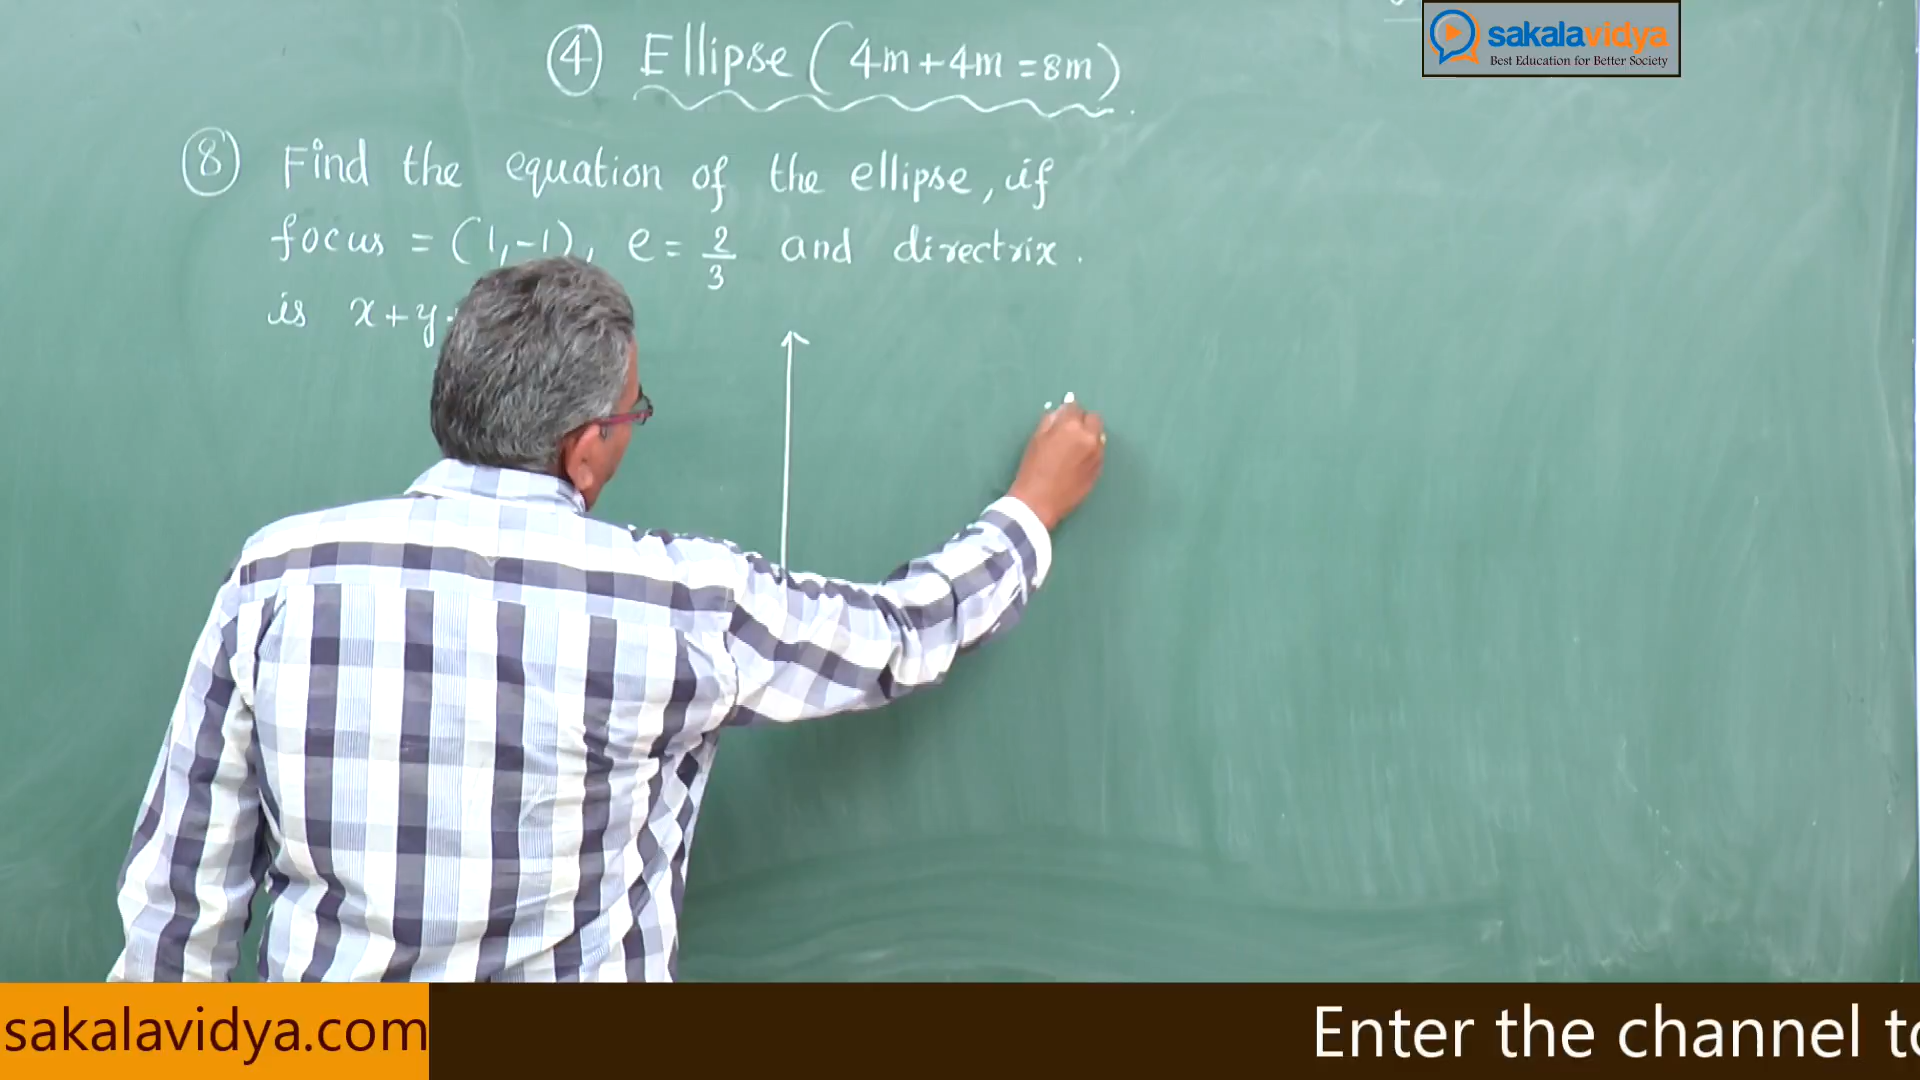 ④ Ellipse (4m+4m=8m).
sakalavidya
Best Education for Better Society
⑧ Find the equation of the ellipse, if
focus = (1,-1), e = 2/3 and directrix.
is x+y
sakalavidya.com
Enter the channel